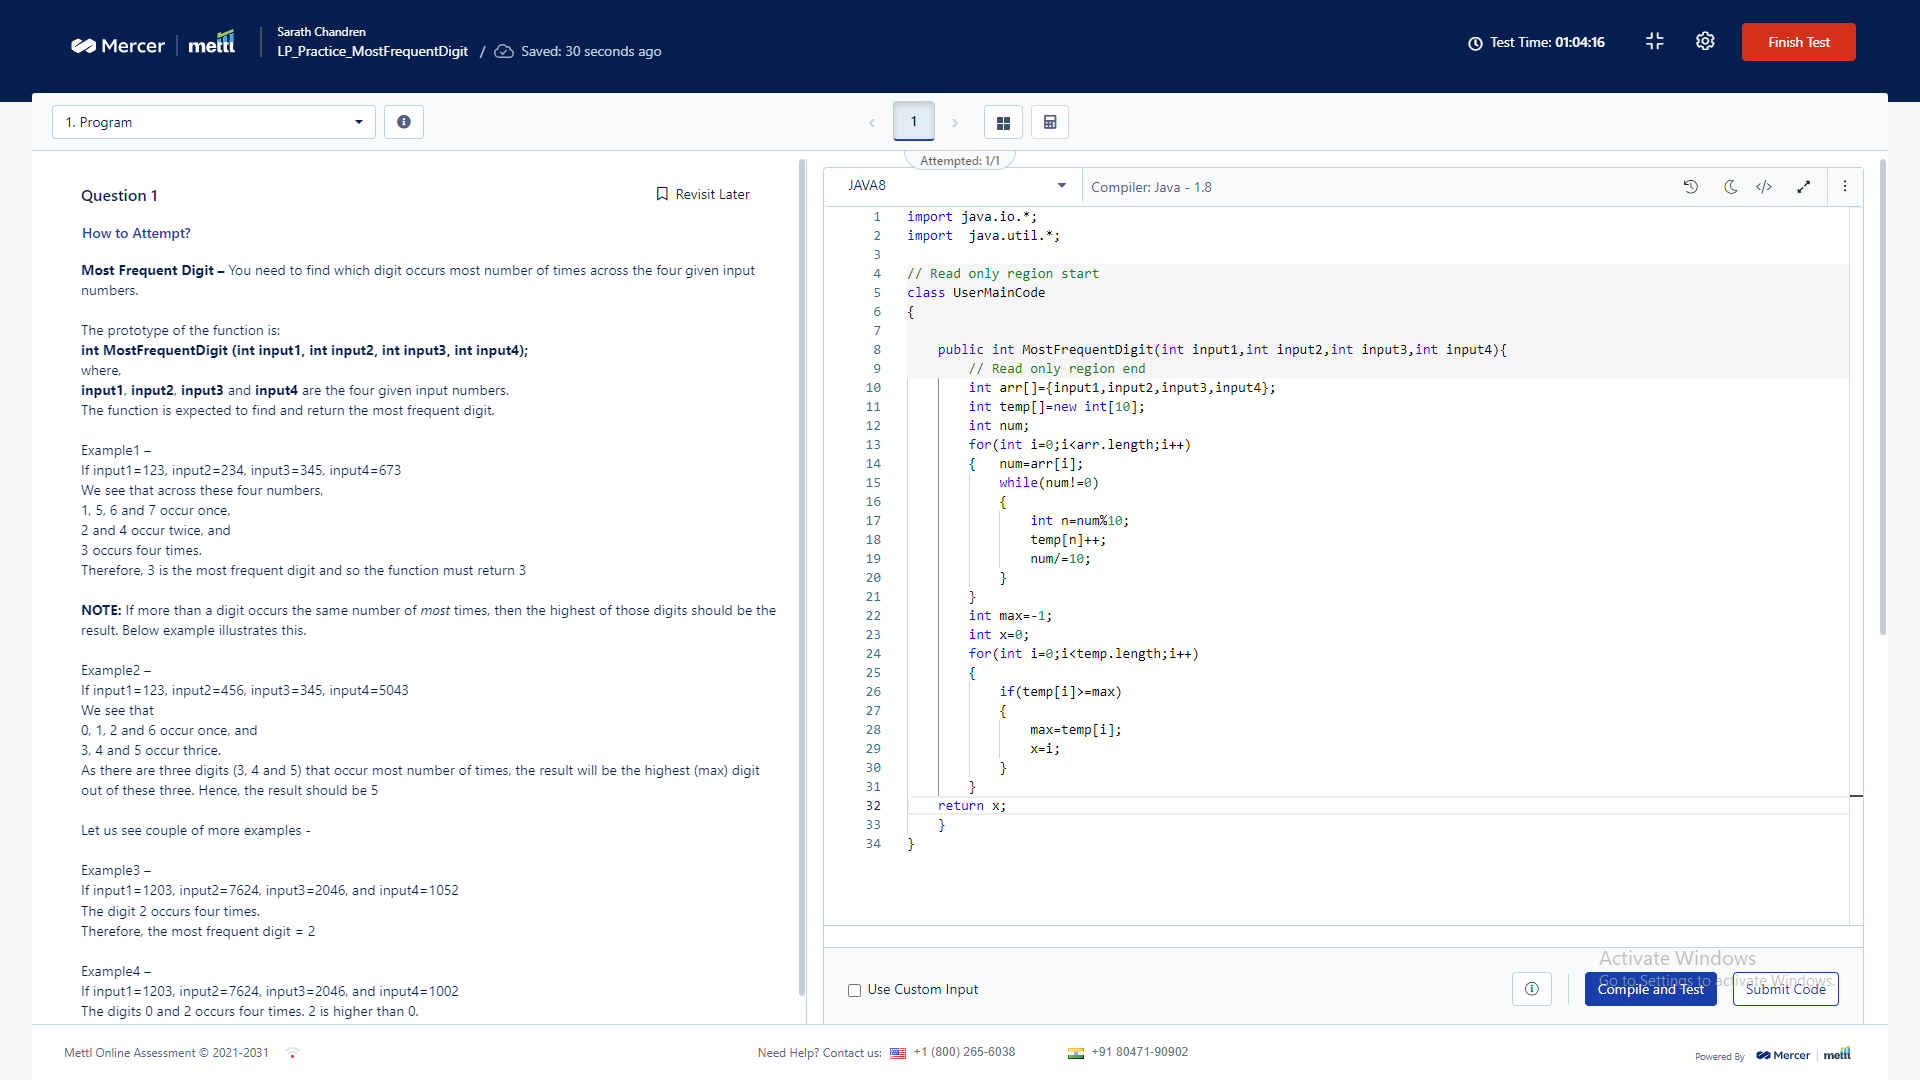 Mercer | mettl
Sarath Chandren
LP_Practice_MostFrequentDigit / Saved: 30 seconds ago
Test Time: 01:04:16
Finish Test
1. Program
1
Attempted: 1/1
Question 1
Revisit Later
How to Attempt?
Most Frequent Digit – You need to find which digit occurs most number of times across the four given input
numbers.
The prototype of the function is:
int MostFrequentDigit (int input1, int input2, int input3, int input4);
where,
input1, input2, input3 and input4 are the four given input numbers.
The function is expected to find and return the most frequent digit.
Example1 –
If input1=123, input2=234, input3=345, input4=673
We see that across these four numbers,
1, 5, 6 and 7 occur once,
2 and 4 occur twice, and
3 occurs four times.
Therefore, 3 is the most frequent digit and so the function must return 3
NOTE: If more than a digit occurs the same number of most times, then the highest of those digits should be the
result. Below example illustrates this.
Example2 –
If input1=123, input2=456, input3=345, input4=5043
We see that
0, 1, 2 and 6 occur once, and
3, 4 and 5 occur thrice.
As there are three digits (3, 4 and 5) that occur most number of times, the result will be the highest (max) digit
out of these three. Hence, the result should be 5
Let us see couple of more examples -
Example3 –
If input1=1203, input2=7624, input3=2046, and input4=1052
The digit 2 occurs four times.
Therefore, the most frequent digit = 2
Example4 –
If input1=1203, input2=7624, input3=2046, and input4=1002
The digits 0 and 2 occurs four times. 2 is higher than 0.
JAVA8
Compiler: Java - 1.8
1 import java.io.*;
2 import  java.util.*;
3
4 // Read only region start
5 class UserMainCode
6 {
7
8     public int MostFrequentDigit(int input1,int input2,int input3,int input4){
9         // Read only region end
10         int arr[]={input1,input2,input3,input4};
11         int temp[]=new int[10];
12         int num;
13         for(int i=0;i<arr.length;i++)
14         {   num=arr[i];
15             while(num!=0)
16             {
17                 int n=num%10;
18                 temp[n]++;
19                 num/=10;
20             }
21         }
22         int max=-1;
23         int x=0;
24         for(int i=0;i<temp.length;i++)
25         {
26             if(temp[i]>=max)
27             {
28                 max=temp[i];
29                 x=i;
30             }
31         }
32     return x;
33     }
34 }
Activate Windows
Go to Settings to activate Windows.
Use Custom Input
Compile and Test
Submit Code
Mettl Online Assessment © 2021-2031
Need Help? Contact us: +1 (800) 265-6038
+91 80471-90902
Powered By Mercer | mettl